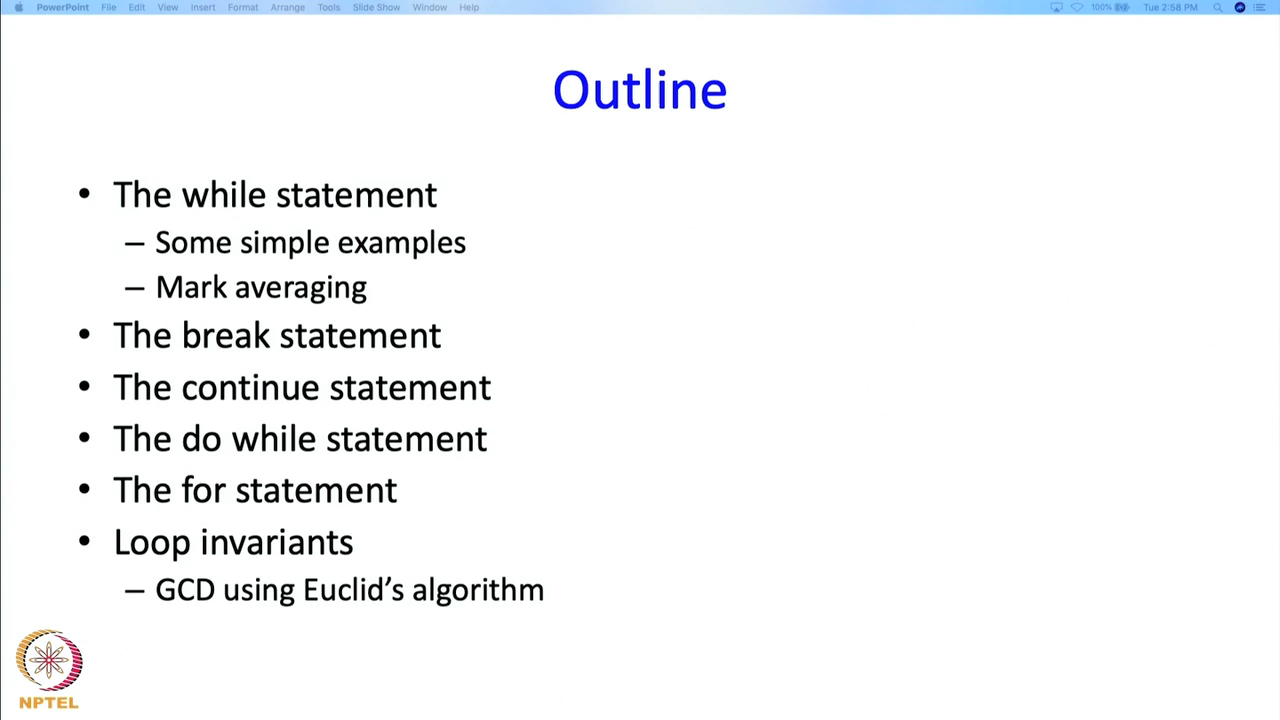 PowerPoint File Edit View Insert Format Arrange Tools Slide Show Window Help 100% Tue 2:58 PM
Outline
• The while statement
– Some simple examples
– Mark averaging
• The break statement
• The continue statement
• The do while statement
• The for statement
• Loop invariants
– GCD using Euclid’s algorithm
NPTEL